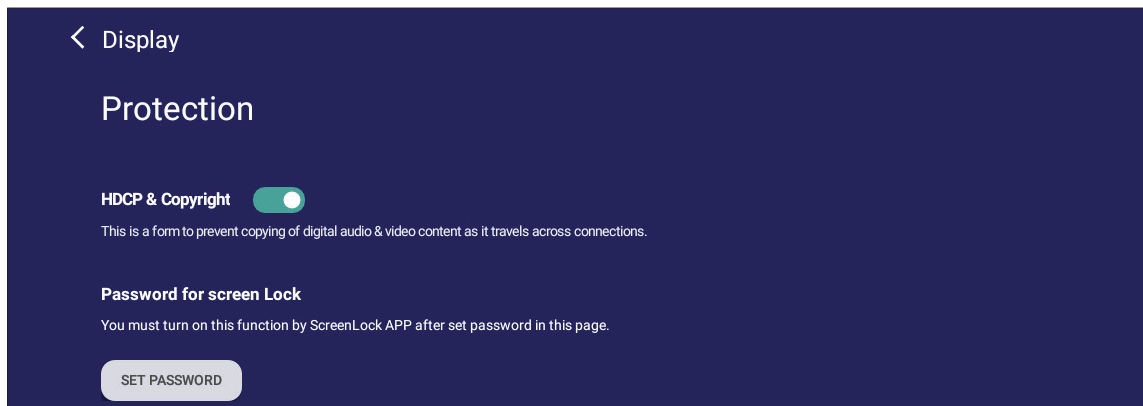 Display
Protection
HDCP & Copyright
This is a form to prevent copying of digital audio & video content as it travels across connections.
Password for screen Lock
You must turn on this function by ScreenLock APP after set password in this page.
SET PASSWORD